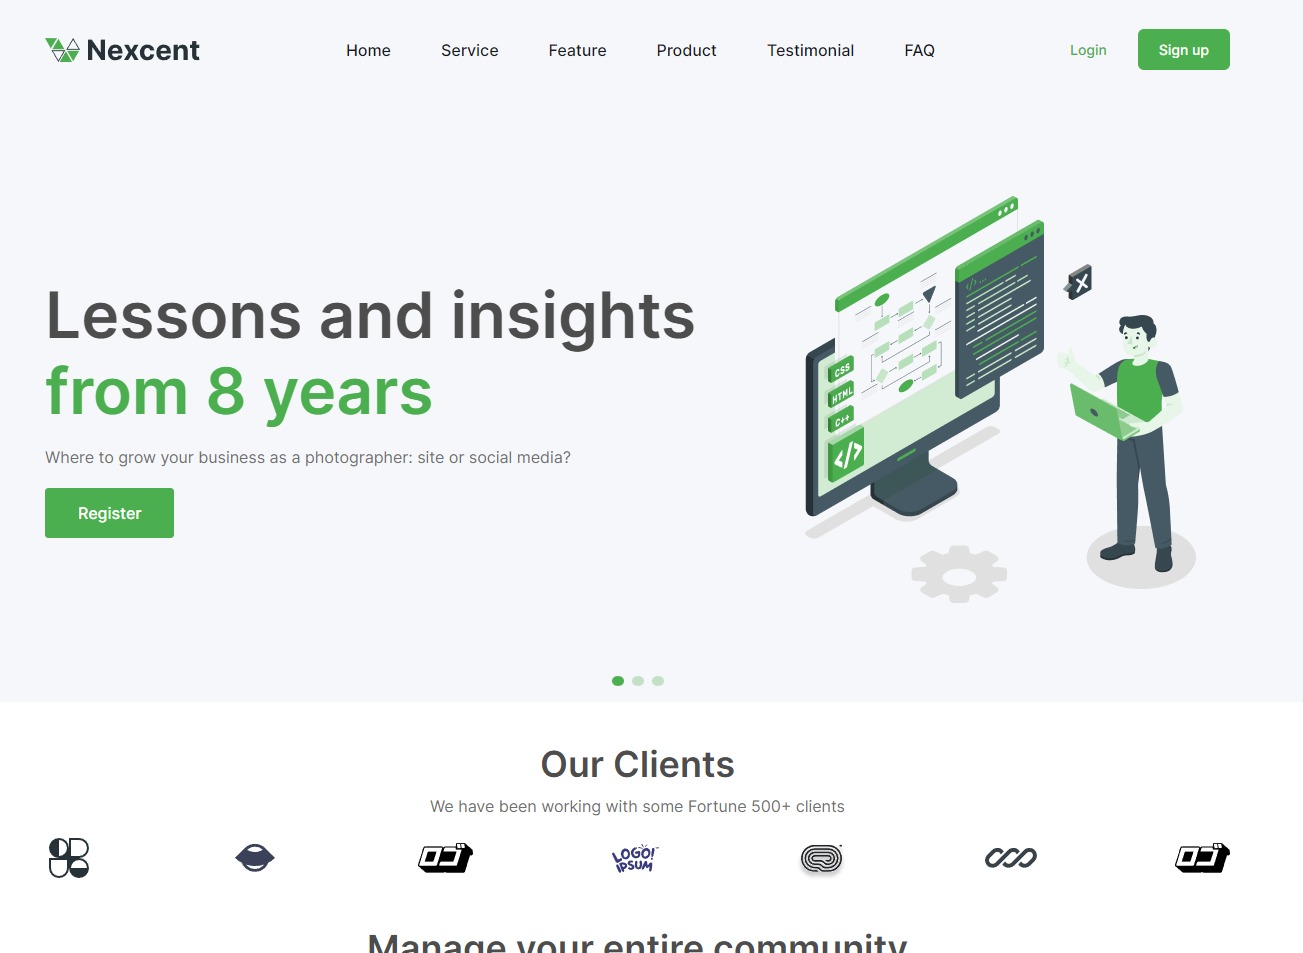 Nexcent
Home Service Feature Product Testimonial FAQ
Login
Sign up
Lessons and insights
from 8 years
Where to grow your business as a photographer: site or social media?
Register
CSS
HTML
C++
</>
</>
Our Clients
We have been working with some Fortune 500+ clients
LOGO!
IPSUM
Manage your entire community